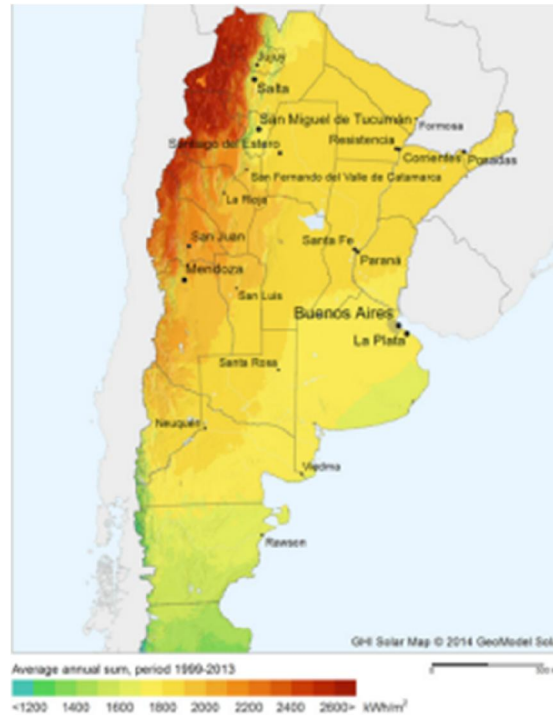 Jujuy
Salta
San Miguel de Tucumán
Formosa
Resistencia
Santiago del Estero
Corrientes
Posadas
San Fernando del Valle de Catamarca
La Rioja
San Juan
Santa Fe
Paraná
Mendoza
San Luis
Buenos Aires
La Plata
Santa Rosa
Neuquén
Viedma
Rawson
GHI Solar Map © 2014 GeoModel Sol
Average annual sum, period 1999-2013
<1200 1400 1600 1800 2000 2200 2400 2600> kWh/m²